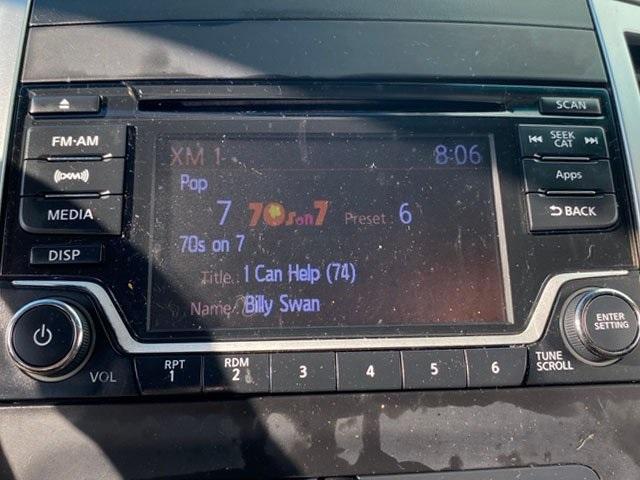 SCAN
FM·AM
XM 1 8:06
SEEK
CAT
((XM))
Pop
Apps
MEDIA
7 70s on 7 Preset 6
BACK
70s on 7
DISP
Title I Can Help (74)
Name Billy Swan
ENTER
SETTING
VOL
RPT
1
RDM
2
3
4
5
6
TUNE
SCROLL